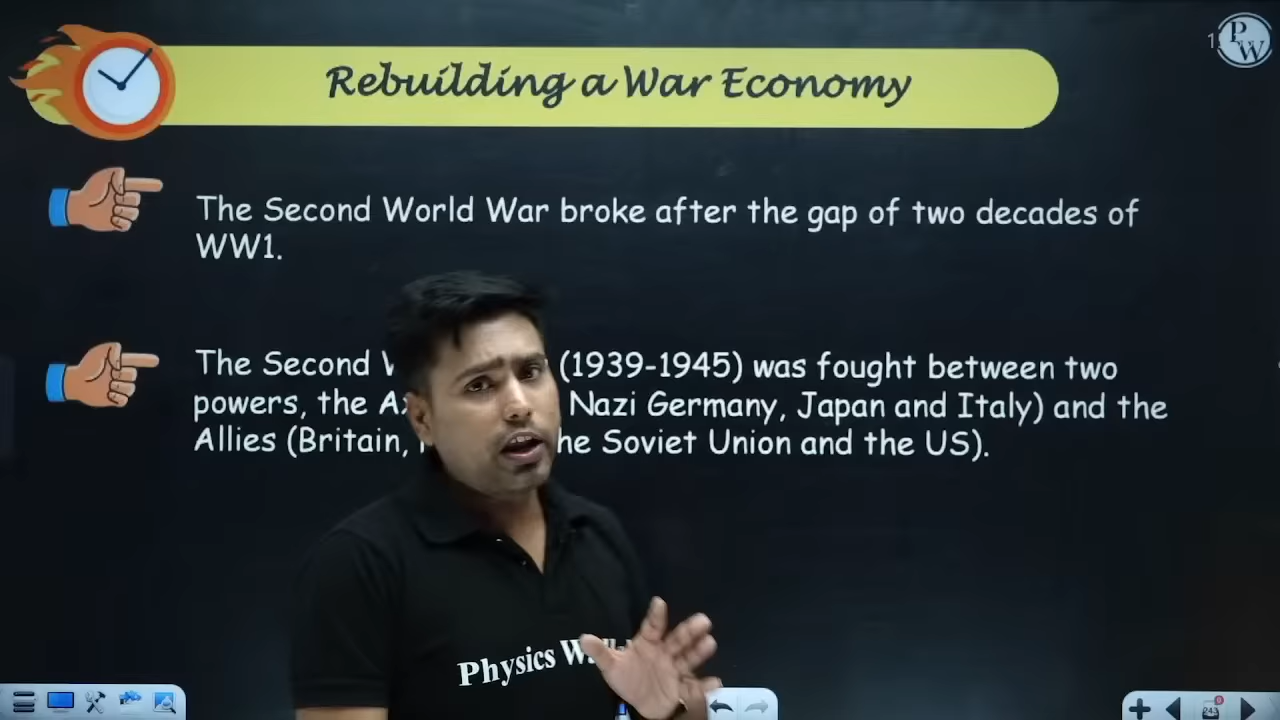 PW
Rebuilding a War Economy
The Second World War broke after the gap of two decades of
WW1.
The Second (1939-1945) was fought between two
powers, the Nazi Germany, Japan and Italy) and the
Allies (Britain, Soviet Union and the US).
Physics
243